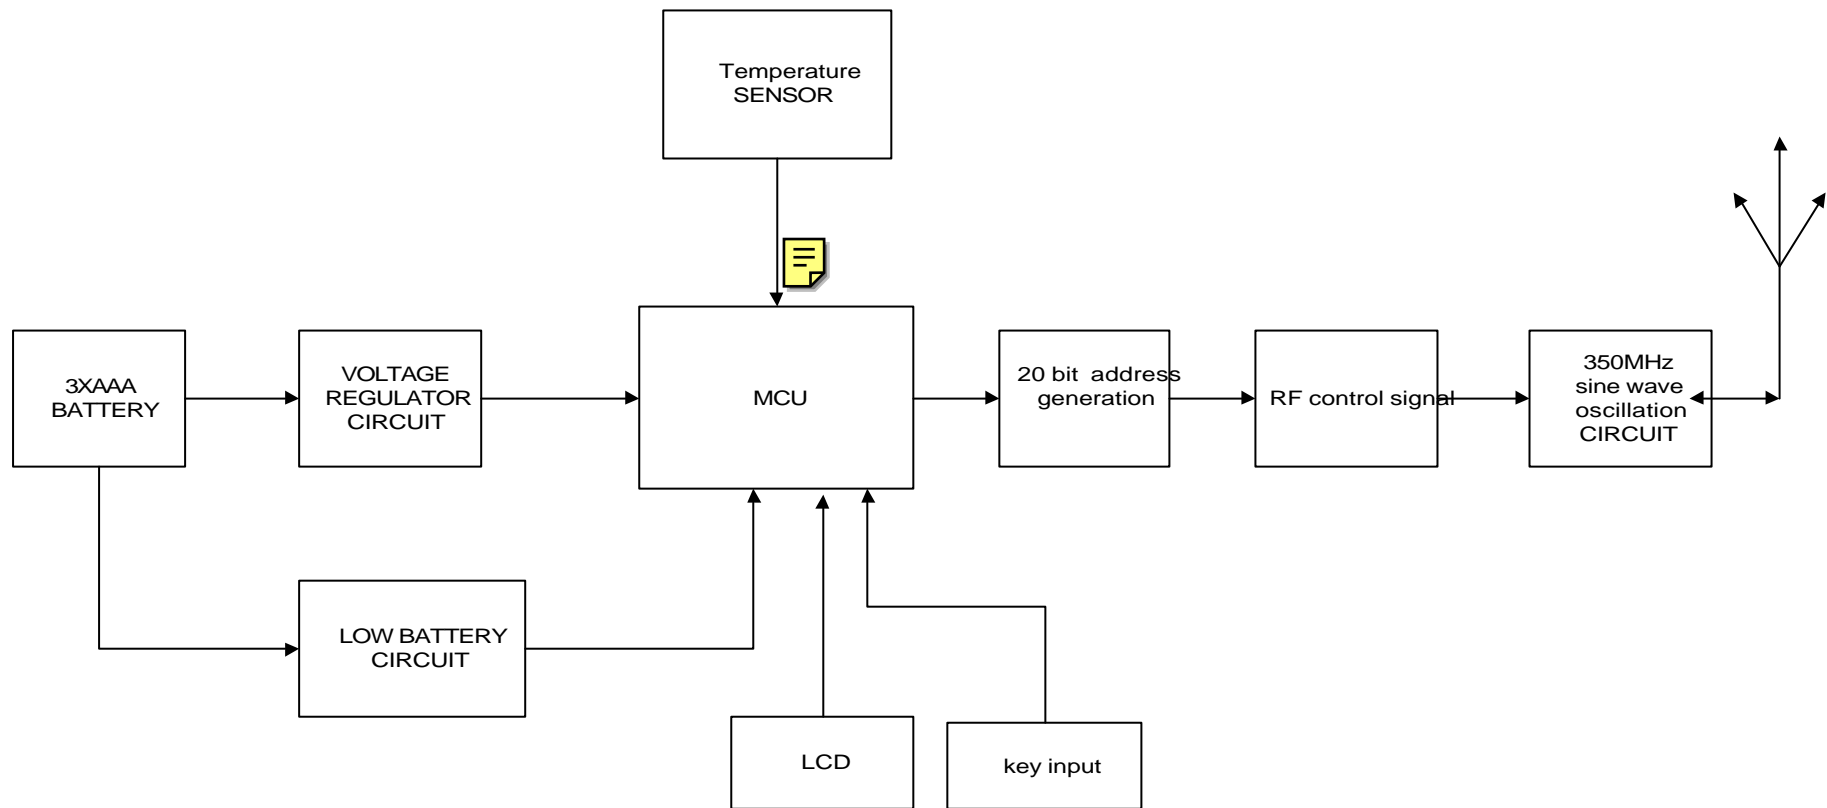 Temperature
SENSOR
3XAAA
BATTERY
VOLTAGE
REGULATOR
CIRCUIT
MCU
20 bit address
generation
RF control signal
350MHz
sine wave
oscillation
CIRCUIT
LOW BATTERY
CIRCUIT
LCD
key input